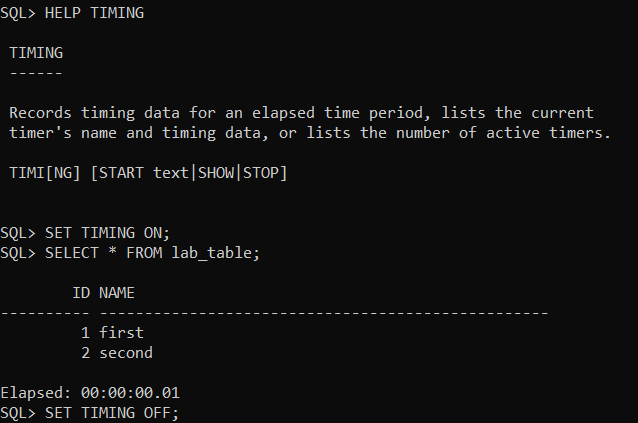 SQL> HELP TIMING
TIMING
------
Records timing data for an elapsed time period, lists the current
timer's name and timing data, or lists the number of active timers.
TIMI[NG] [START text|SHOW|STOP]
SQL> SET TIMING ON;
SQL> SELECT * FROM lab_table;
        ID NAME
---------- --------------------------------------------------
         1 first
         2 second
Elapsed: 00:00:00.01
SQL> SET TIMING OFF;